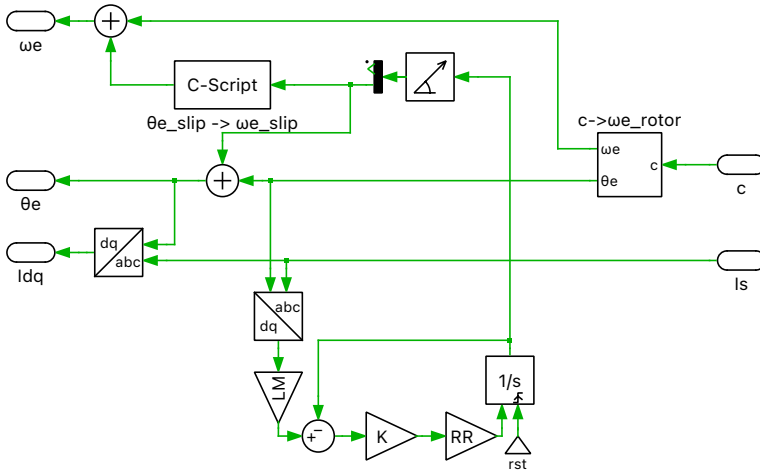 ωe
C-Script
θe_slip -> ωe_slip
c->ωe_rotor
ωe
θe
c
c
θe
dq
abc
Idq
Is
abc
dq
LM
1/s
K
RR
rst